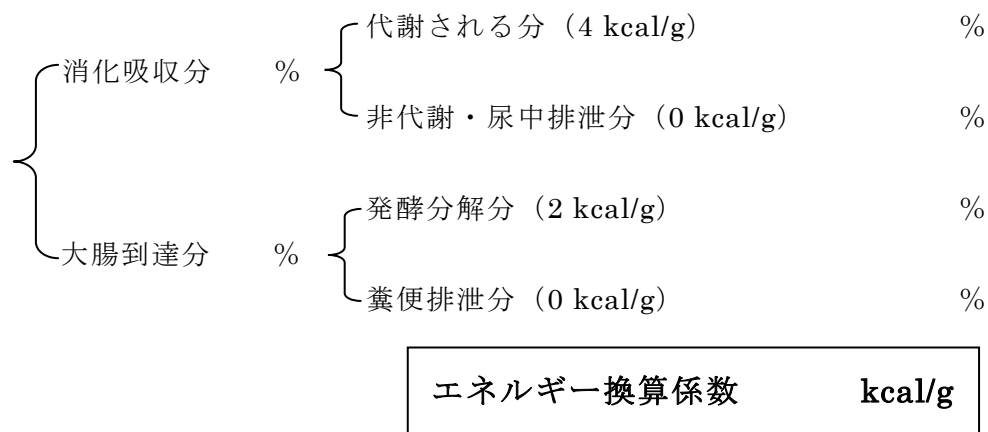 代謝される分（4 kcal/g） %
消化吸収分 %
非代謝・尿中排泄分（0 kcal/g） %
発酵分解分（2 kcal/g） %
大腸到達分 %
糞便排泄分（0 kcal/g） %
エネルギー換算係数 kcal/g